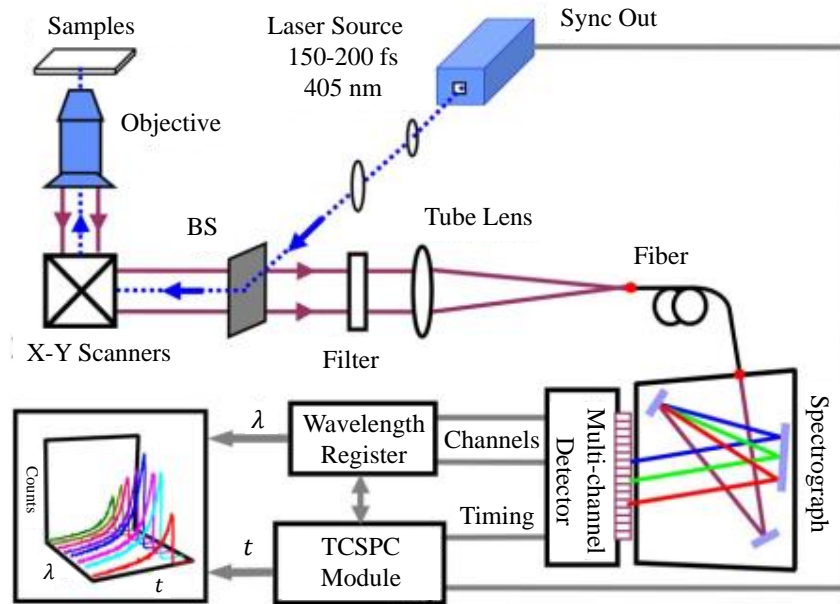 Samples
Laser Source
150-200 fs
405 nm
Sync Out
Objective
BS
Tube Lens
Fiber
X-Y Scanners
Filter
Spectrograph
Multi-channel
Detector
Channels
Timing
Wavelength
Register
TCSPC
Module
λ
t
Counts
λ
t